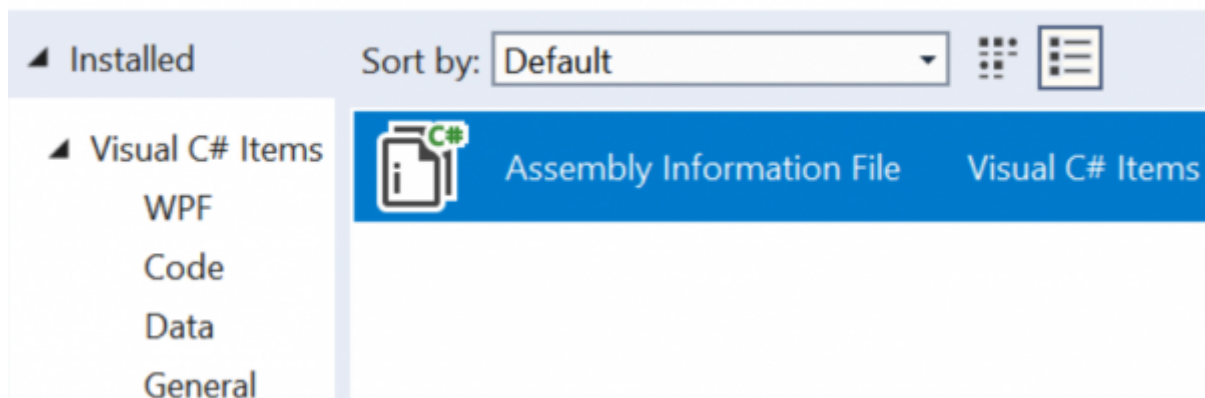 Installed
Sort by: Default
Visual C# Items
WPF
Code
Data
General
C#
i
Assembly Information File Visual C# Items